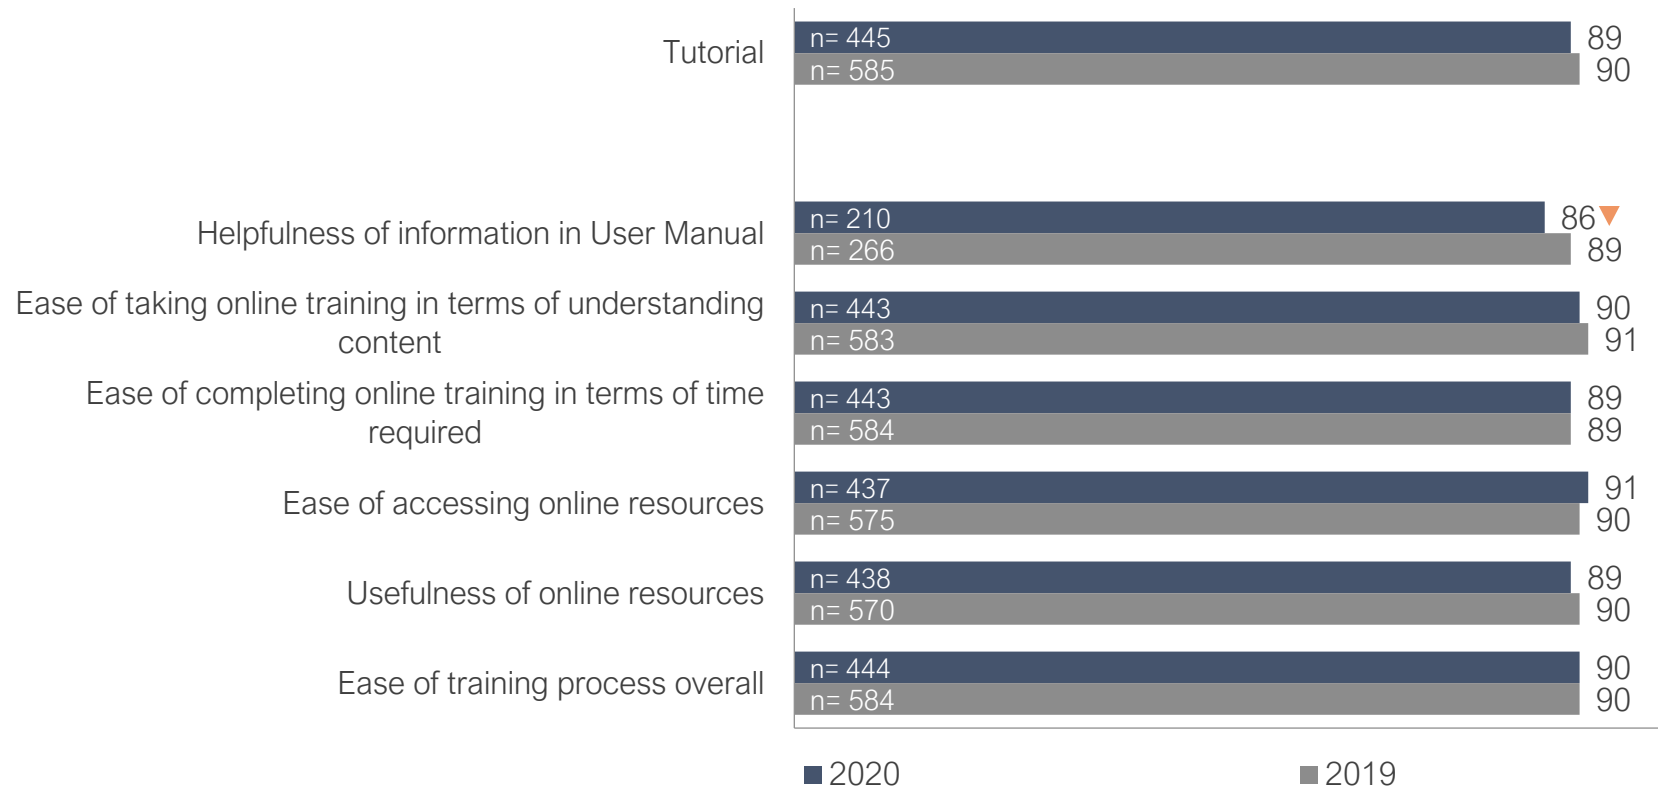 Tutorial
n= 445 89
n= 585 90
Helpfulness of information in User Manual
n= 210 86
n= 266 89
Ease of taking online training in terms of understanding
content
n= 443 90
n= 583 91
Ease of completing online training in terms of time
required
n= 443 89
n= 584 89
Ease of accessing online resources
n= 437 91
n= 575 90
Usefulness of online resources
n= 438 89
n= 570 90
Ease of training process overall
n= 444 90
n= 584 90
2020 2019